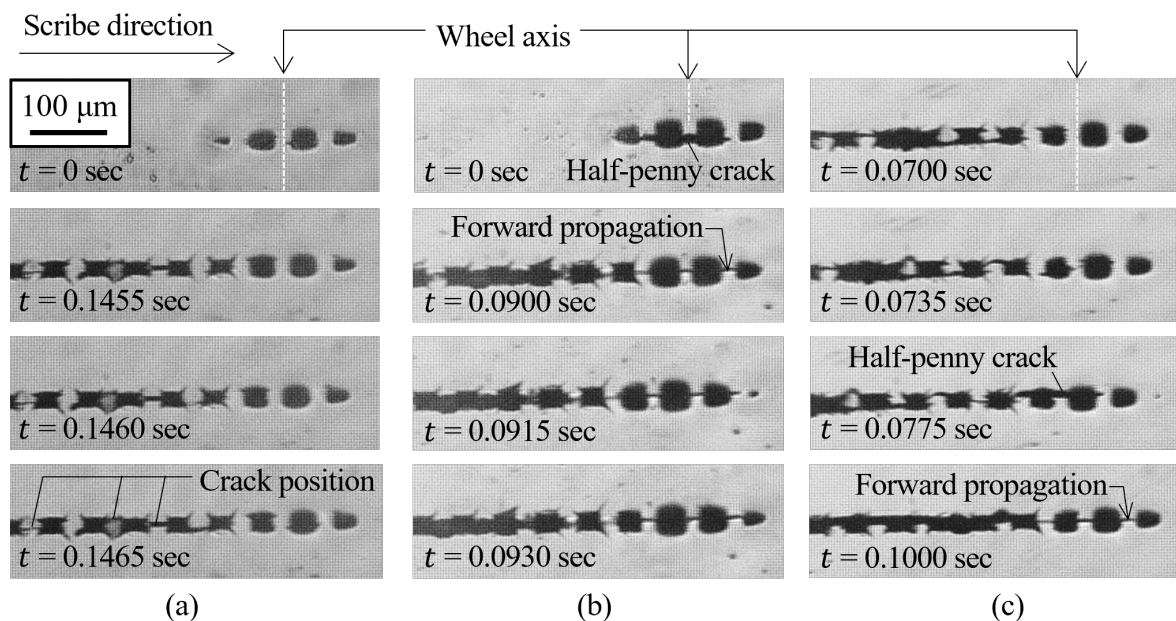 Scribe direction
Wheel axis
100 μm
t = 0 sec
t = 0.1455 sec
t = 0.1460 sec
Crack position
t = 0.1465 sec
(a)
Half-penny crack
t = 0 sec
Forward propagation
t = 0.0900 sec
t = 0.0915 sec
t = 0.0930 sec
(b)
t = 0.0700 sec
t = 0.0735 sec
Half-penny crack
t = 0.0775 sec
Forward propagation
t = 0.1000 sec
(c)